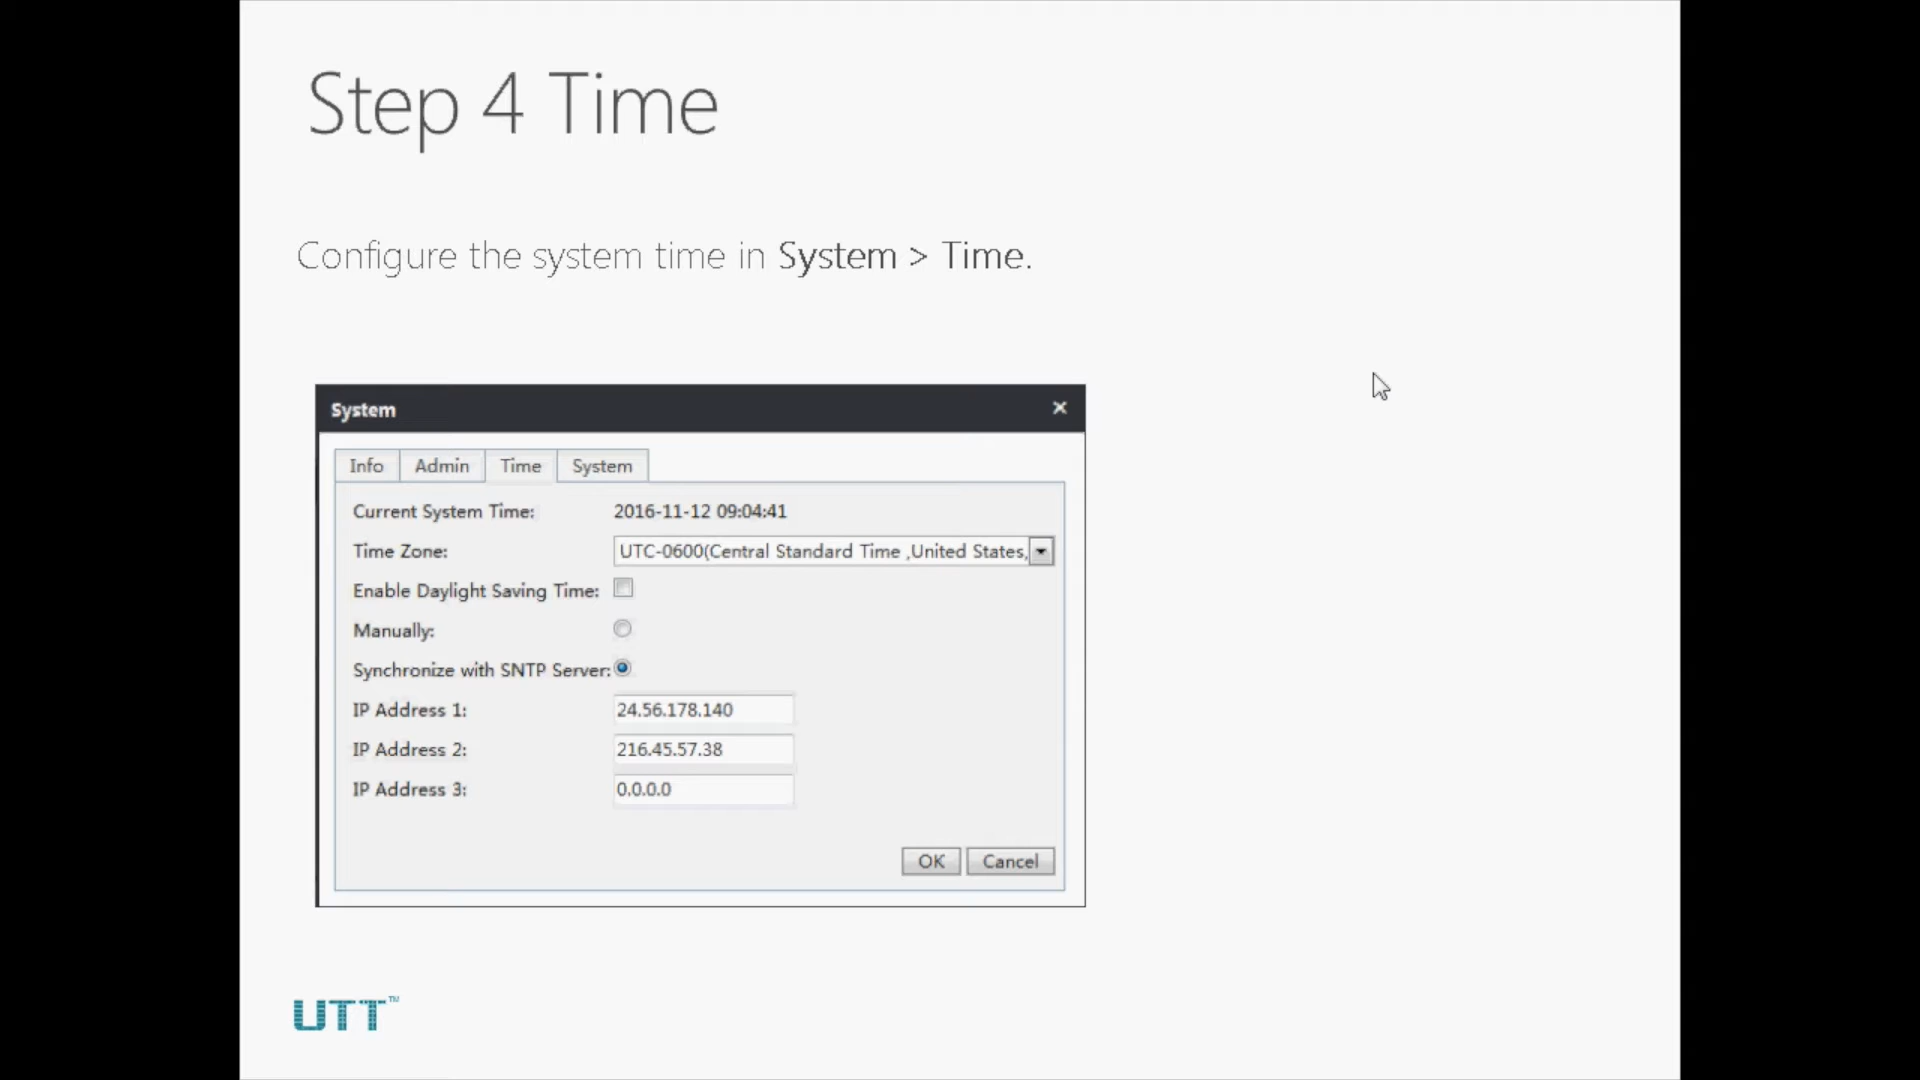 Step 4 Time
Configure the system time in System > Time.
System
Info Admin Time System
Current System Time: 2016-11-12 09:04:41
Time Zone: UTC-0600(Central Standard Time ,United States,
Enable Daylight Saving Time:
Manually:
Synchronize with SNTP Server:
IP Address 1: 24.56.178.140
IP Address 2: 216.45.57.38
IP Address 3: 0.0.0.0
OK Cancel
UTT™